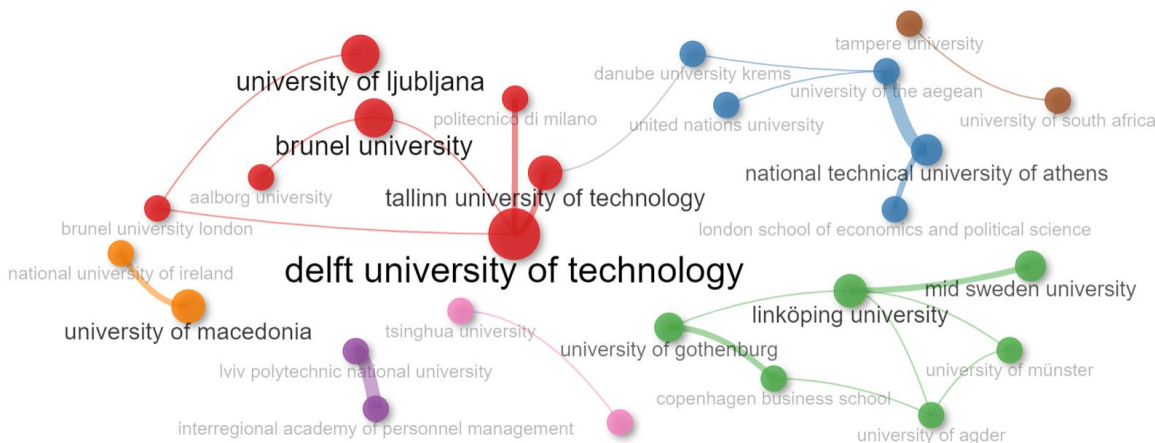 tampere university
danube university krems
university of ljubljana
university of the aegean
politecnico di milano
united nations university
university of south africa
brunel university
national technical university of athens
aalborg university
tallinn university of technology
brunel university london
london school of economics and political science
national university of ireland
delft university of technology
mid sweden university
linköping university
university of macedonia
tsinghua university
university of gothenburg
lviv polytechnic national university
university of münster
copenhagen business school
interregional academy of personnel management
university of agder